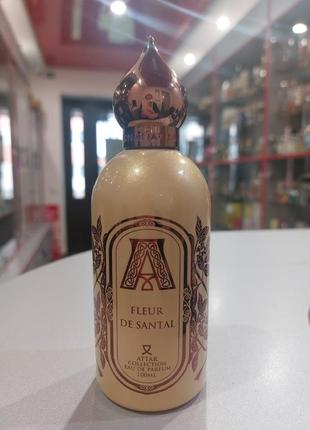 A
FLEUR
DE SANTAL
ATTAR
COLLECTION
EAU DE PARFUM
100ML